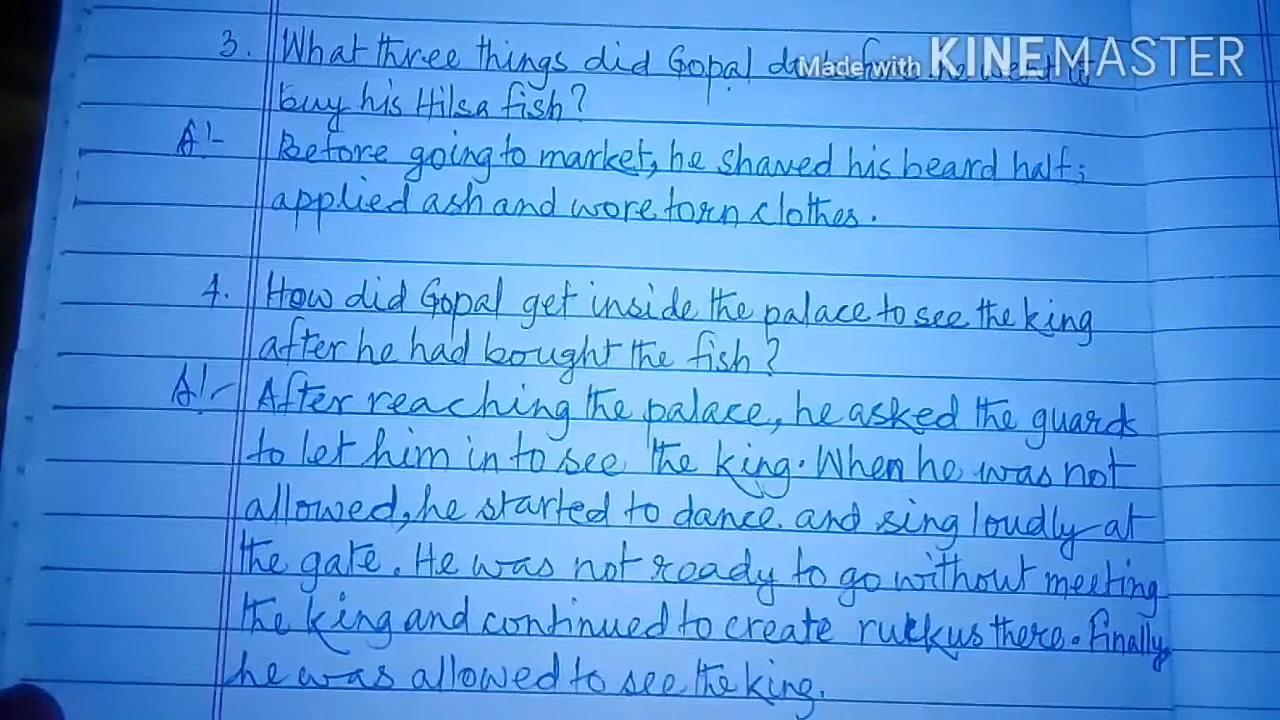 Made with KINEMASTER
3. What three things did Gopal
buy his Hilsa fish?
A!- Before going to market, he shaved his beard half;
applied ash and wore torn clothes.
4. How did Gopal get inside the palace to see the king
after he had bought the fish?
A!- After reaching the palace, he asked the guards
to let him in to see the king. When he was not
allowed, he started to dance and sing loudly at
the gate. He was not ready to go without meeting
the king and continued to create ruckus there. Finally
he was allowed to see the king.